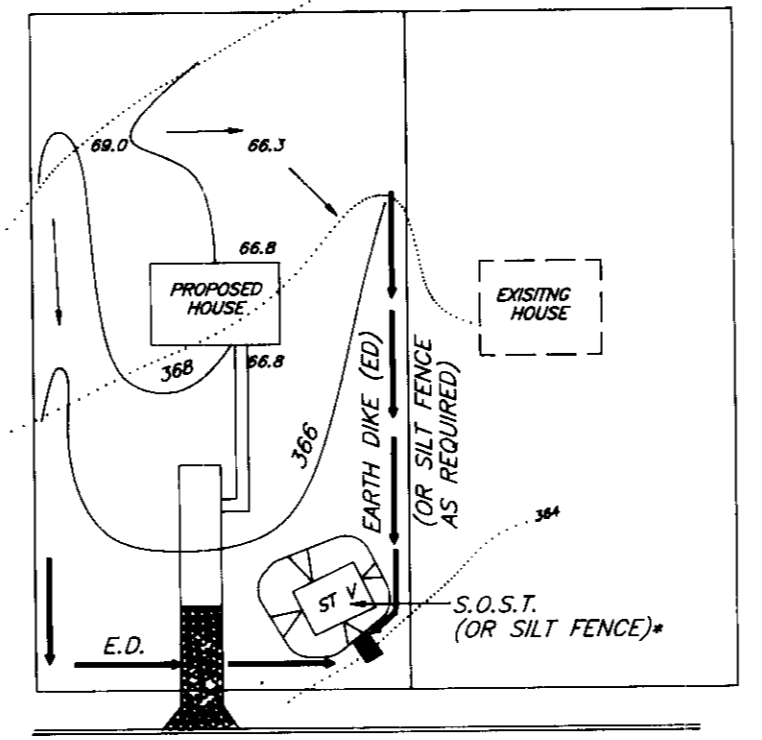 69.0
66.3
66.8
PROPOSED
HOUSE
EXISITNG
HOUSE
66.8
368
366
EARTH DIKE (ED)
(OR SILT FENCE
AS REQUIRED)
364
ST V
S.O.S.T.
(OR SILT FENCE)*
E.D.